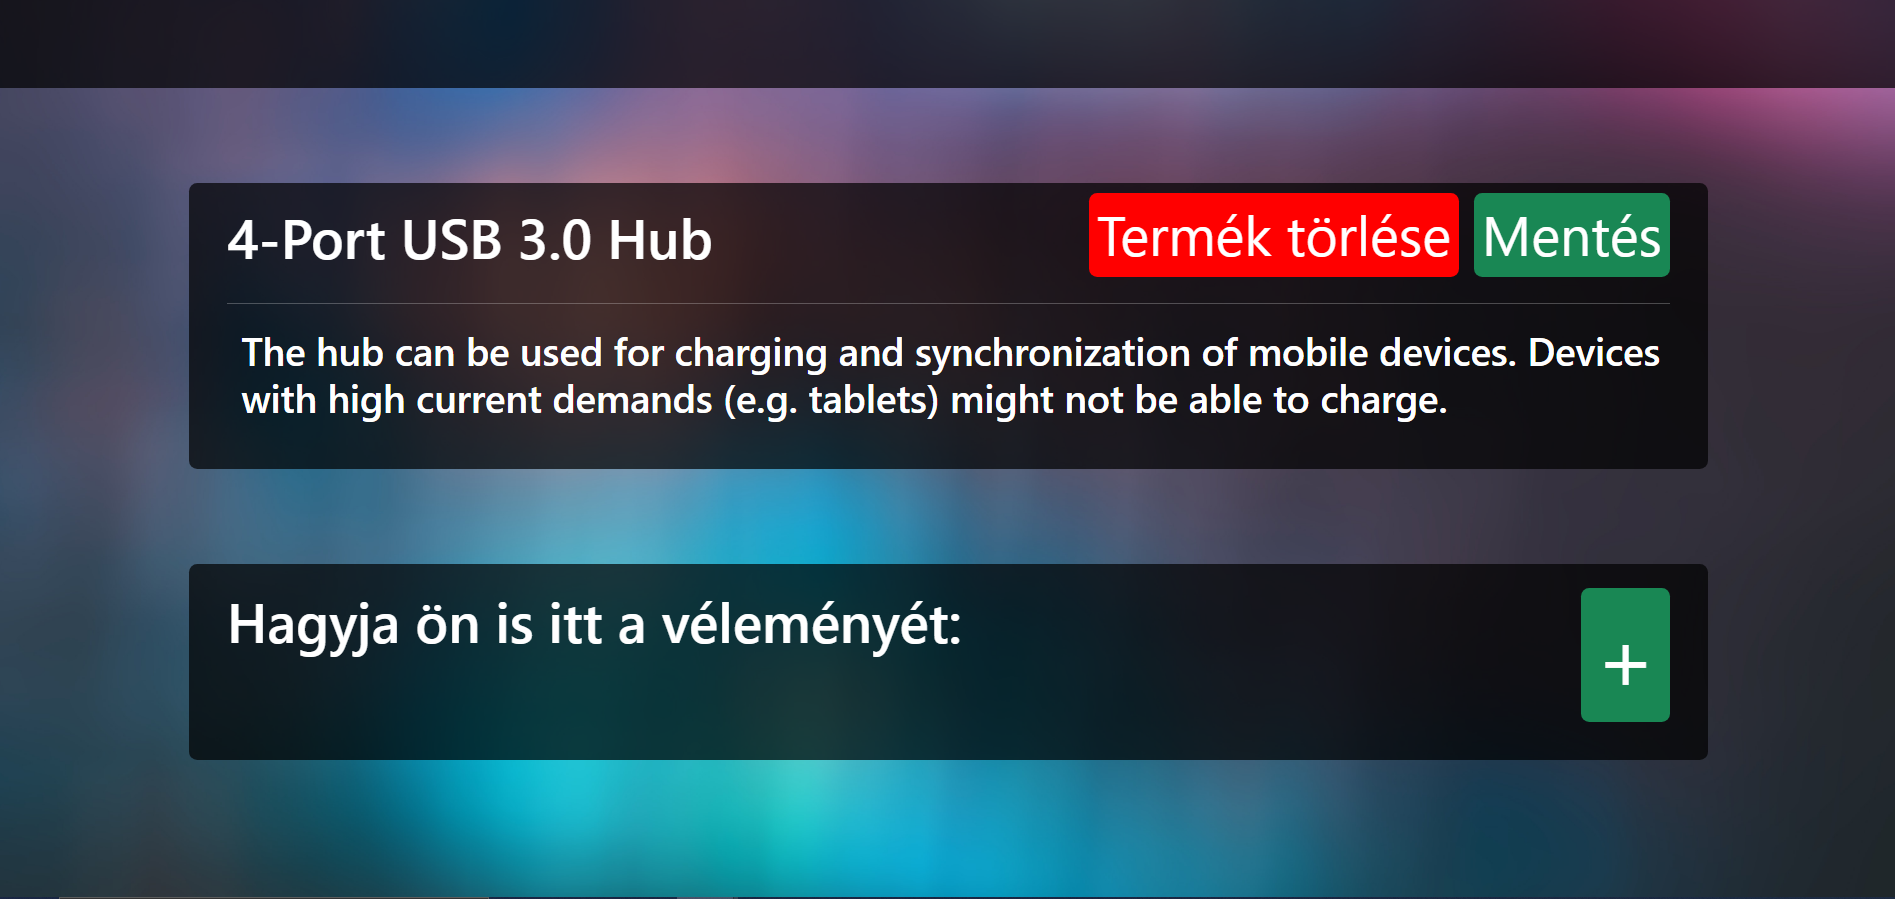 4-Port USB 3.0 Hub
Termék törlése
Mentés
The hub can be used for charging and synchronization of mobile devices. Devices
with high current demands (e.g. tablets) might not be able to charge.
Hagyja ön is itt a véleményét:
+